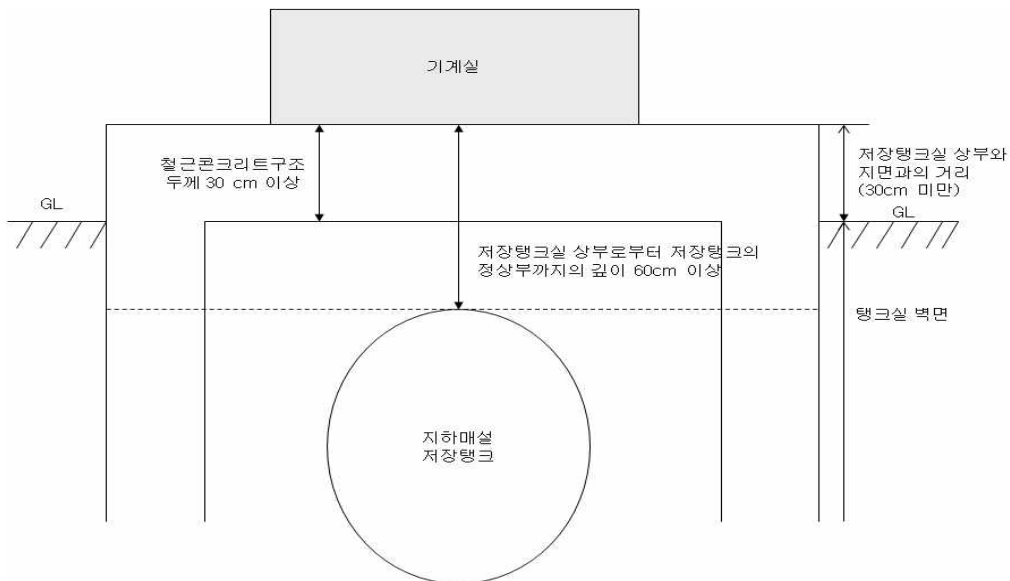 기계실
철근콘크리트구조
두께 30 cm 이상
저장탱크실 상부와
지면과의 거리
(30cm 미만)
GL
GL
저장탱크실 상부로부터 저장탱크의
정상부까지의 깊이 60cm 이상
탱크실 벽면
지하매설
저장탱크